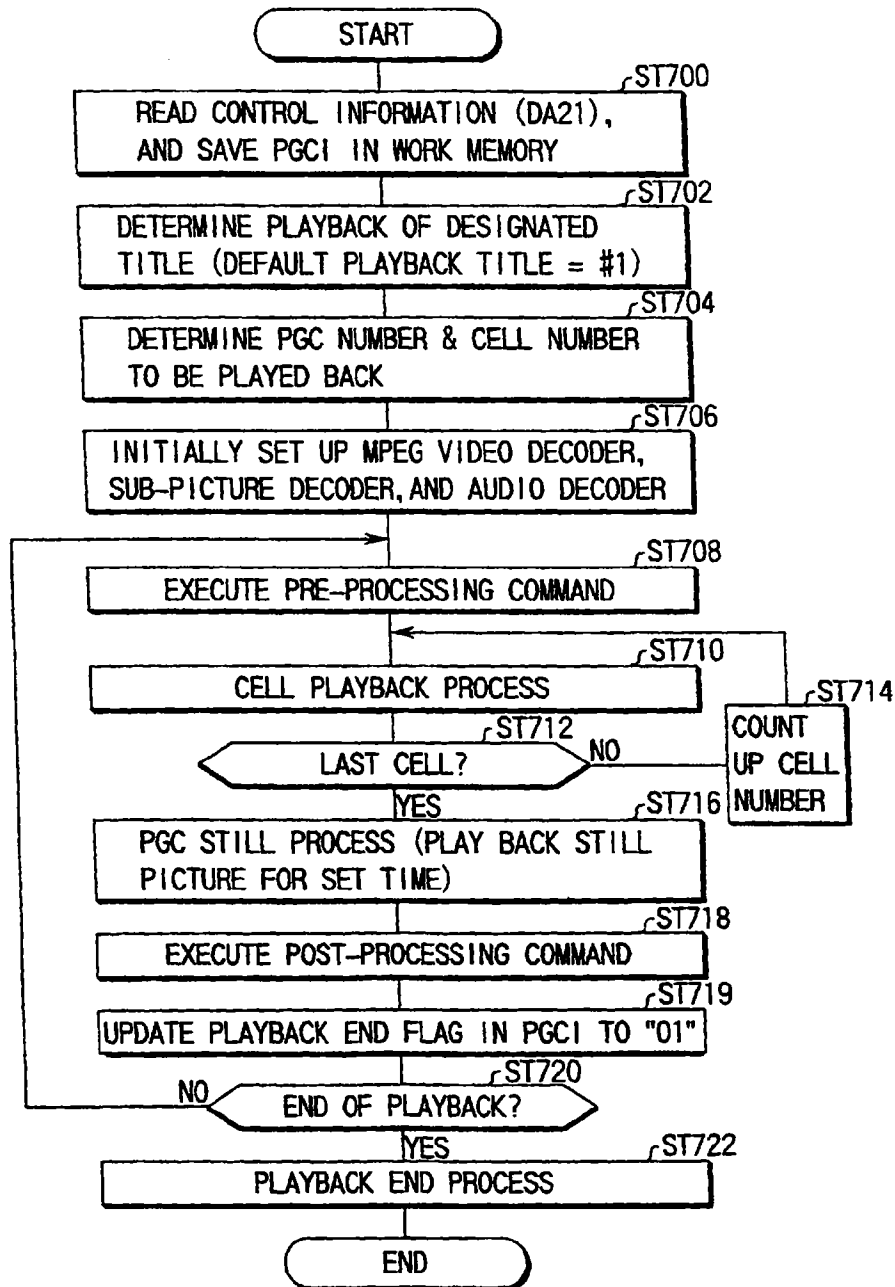 START
ST700
READ CONTROL INFORMATION (DA21),
AND SAVE PGCI IN WORK MEMORY
ST702
DETERMINE PLAYBACK OF DESIGNATED
TITLE (DEFAULT PLAYBACK TITLE = #1)
ST704
DETERMINE PGC NUMBER & CELL NUMBER
TO BE PLAYED BACK
ST706
INITIALLY SET UP MPEG VIDEO DECODER,
SUB-PICTURE DECODER, AND AUDIO DECODER
ST708
EXECUTE PRE-PROCESSING COMMAND
ST710
CELL PLAYBACK PROCESS
ST712
LAST CELL?
NO
ST714
COUNT
UP CELL
NUMBER
YES
ST716
PGC STILL PROCESS (PLAY BACK STILL
PICTURE FOR SET TIME)
ST718
EXECUTE POST-PROCESSING COMMAND
ST719
UPDATE PLAYBACK END FLAG IN PGCI TO "01"
ST720
NO
END OF PLAYBACK?
YES
ST722
PLAYBACK END PROCESS
END